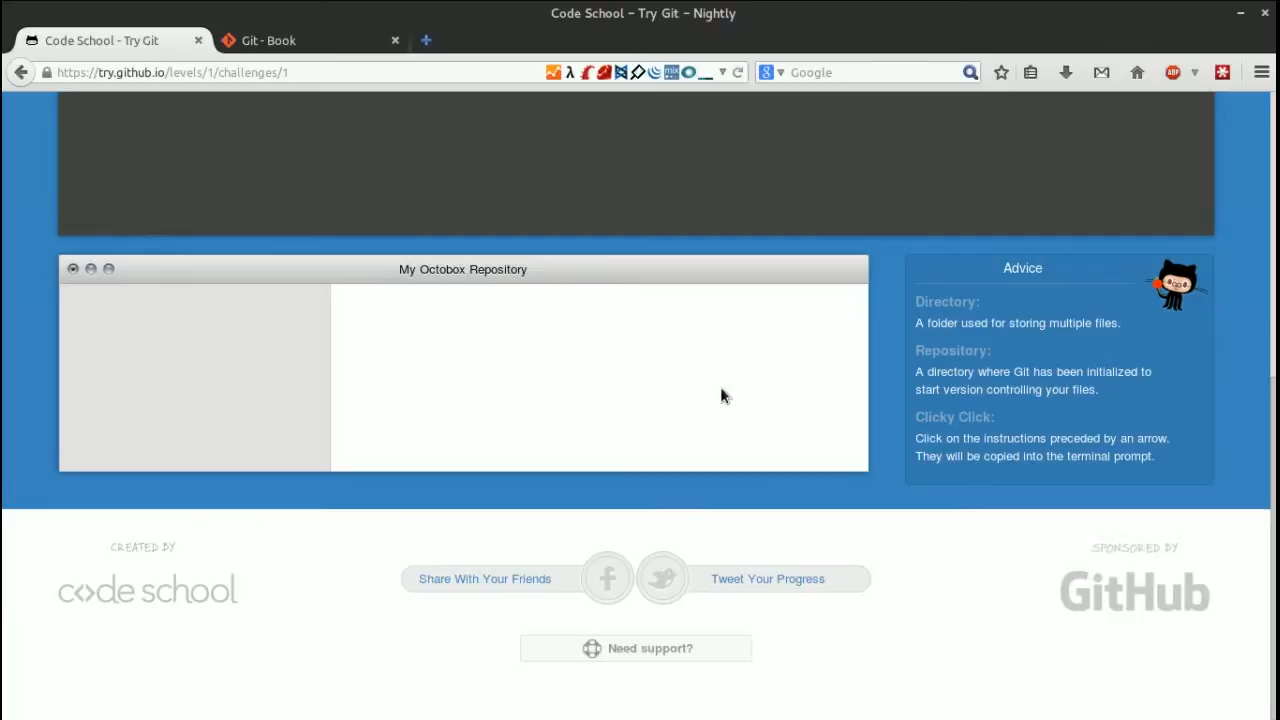 Code School – Try Git – Nightly
Code School - Try Git
Git - Book
https://try.github.io/levels/1/challenges/1
Google
ABP
My Octobox Repository
Advice
Directory:
A folder used for storing multiple files.
Repository:
A directory where Git has been initialized to
start version controlling your files.
Clicky Click:
Click on the instructions preceded by an arrow.
They will be copied into the terminal prompt.
CREATED BY
code school
Share With Your Friends
Tweet Your Progress
SPONSORED BY
GitHub
Need support?